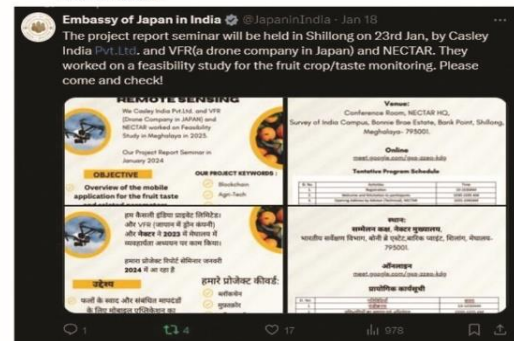 Embassy of Japan in India @JapaninIndia · Jan 18
The project report seminar will be held in Shillong on 23rd Jan, by Casley
India Pvt.Ltd. and VFR(a drone company in Japan) and NECTAR. They
worked on a feasibility study for the fruit crop/taste monitoring. Please
come and check!
REMOTE SENSING
We Casley India Pvt.Ltd. and VFR
(Drone Company in JAPAN) and
NECTAR worked on Feasibility
Study in Meghalaya in 2023.
Our Project Report Seminar in
January 2024
OBJECTIVE
Overview of the mobile
application for the fruit taste
and related parameters
OUR PROJECT KEYWORDS :
Blockchain
Agri-Tech
Venue:
Conference Room, NECTAR HQ,
Survey of India Campus, Bonnie Brae Estate, Bank Point, Shillong,
Meghalaya- 795001.
Online
Tentative Program Schedule
हम कैसली इंडिया प्राइवेट लिमिटेड।
और VFR (जापान में ड्रोन कंपनी)
और नेक्टर ने 2023 में मेघालय में
व्यवहार्यता अध्ययन पर काम किया।
हमारा प्रोजेक्ट रिपोर्ट सेमिनार जनवरी
2024 में आ रहा है
उद्देश्य
फलों के स्वाद और संबंधित मापदंडों
के लिए मोबाइल एप्लिकेशन का
हमारे प्रोजेक्ट कीवर्ड:
ब्लॉकचेन
स्थान:
सम्मेलन कक्ष, नेक्टर मुख्यालय,
795001.
ऑनलाइन
प्रायोगिक कार्यसूची
1
4
17
978